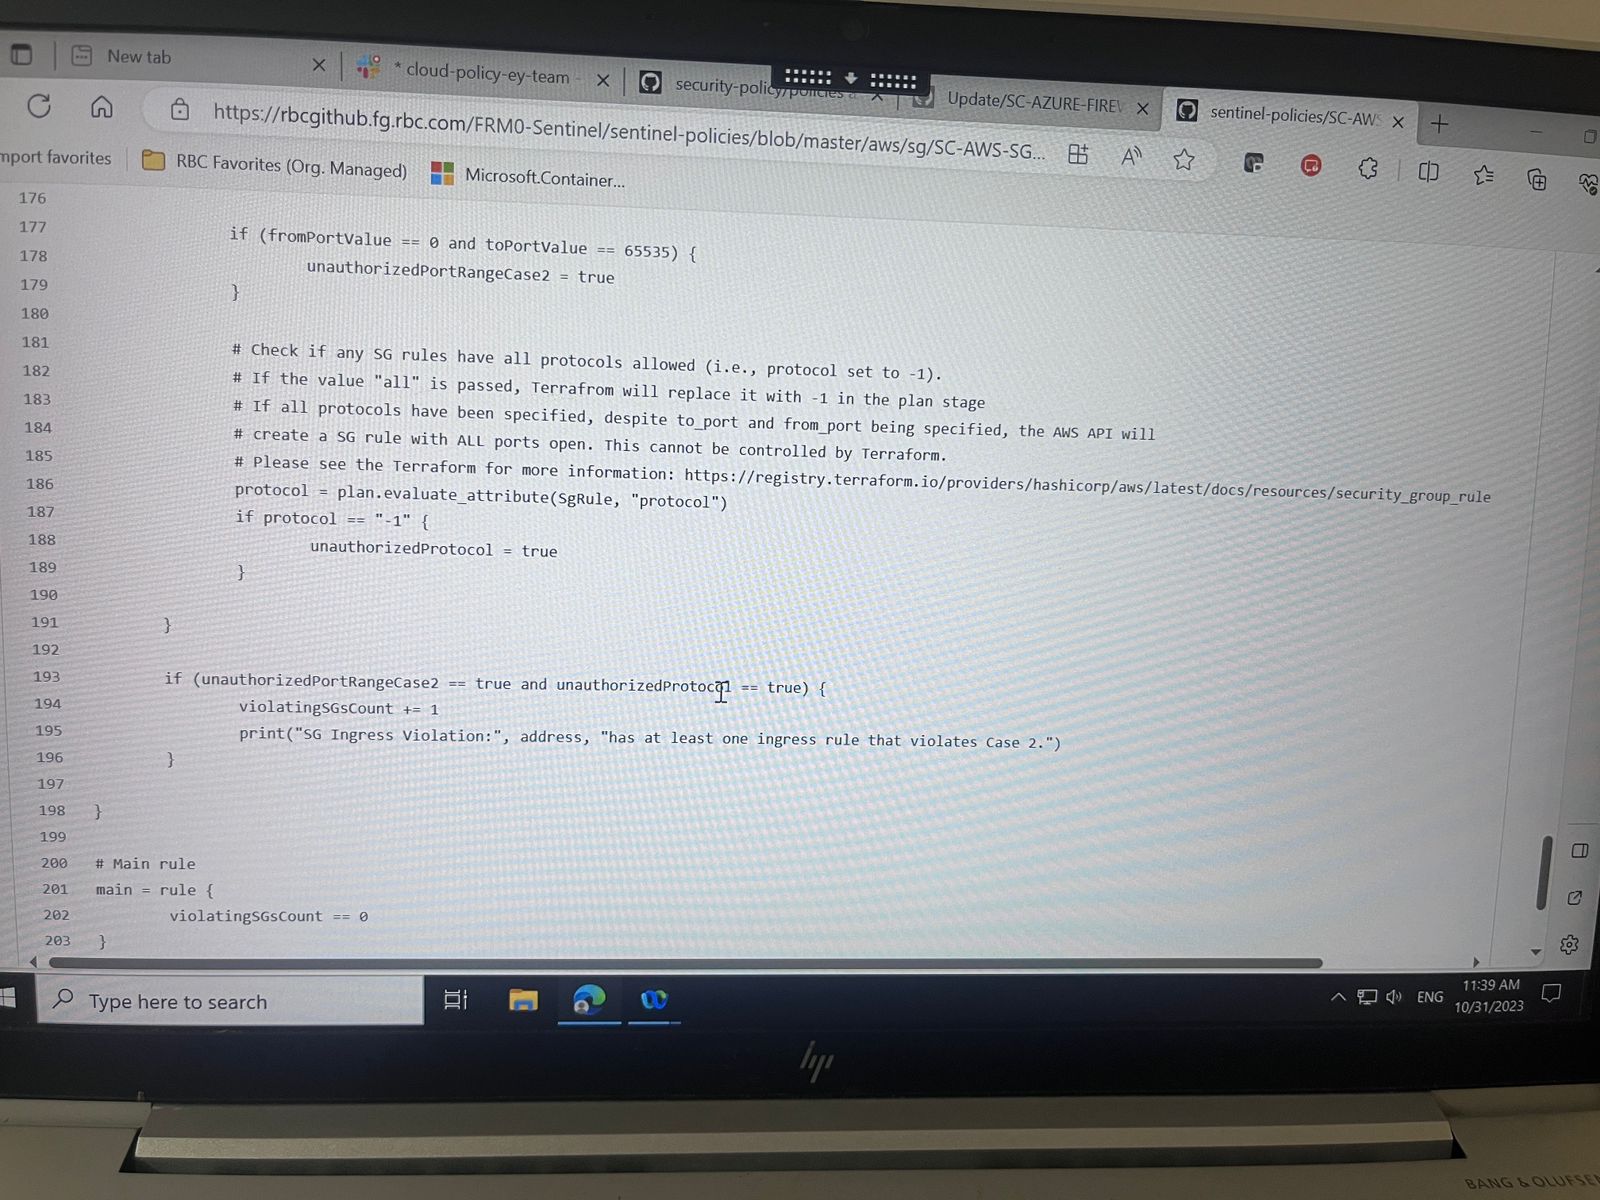 New tab
* cloud-policy-ey-team -
security-policy/policies a
Update/SC-AZURE-FIREW
sentinel-policies/SC-AWS
https://rbcgithub.fg.rbc.com/FRM0-Sentinel/sentinel-policies/blob/master/aws/sg/SC-AWS-SG...
mport favorites
RBC Favorites (Org. Managed)
Microsoft.Container...
176
177 if (fromPortValue == 0 and toPortValue == 65535) {
178 unauthorizedPortRangeCase2 = true
179 }
180
181 # Check if any SG rules have all protocols allowed (i.e., protocol set to -1).
182 # If the value "all" is passed, Terrafrom will replace it with -1 in the plan stage
183 # If all protocols have been specified, despite to_port and from_port being specified, the AWS API will
184 # create a SG rule with ALL ports open. This cannot be controlled by Terraform.
185 # Please see the Terraform for more information: https://registry.terraform.io/providers/hashicorp/aws/latest/docs/resources/security_group_rule
186 protocol = plan.evaluate_attribute(SgRule, "protocol")
187 if protocol == "-1" {
188 unauthorizedProtocol = true
189 }
190
191 }
192
193 if (unauthorizedPortRangeCase2 == true and unauthorizedProtocol == true) {
194 violatingSGsCount += 1
195 print("SG Ingress Violation:", address, "has at least one ingress rule that violates Case 2.")
196 }
197
198 }
199
200 # Main rule
201 main = rule {
202 violatingSGsCount == 0
203 }
Type here to search
ENG
11:39 AM
10/31/2023
hp
BANG & OLUFSEN